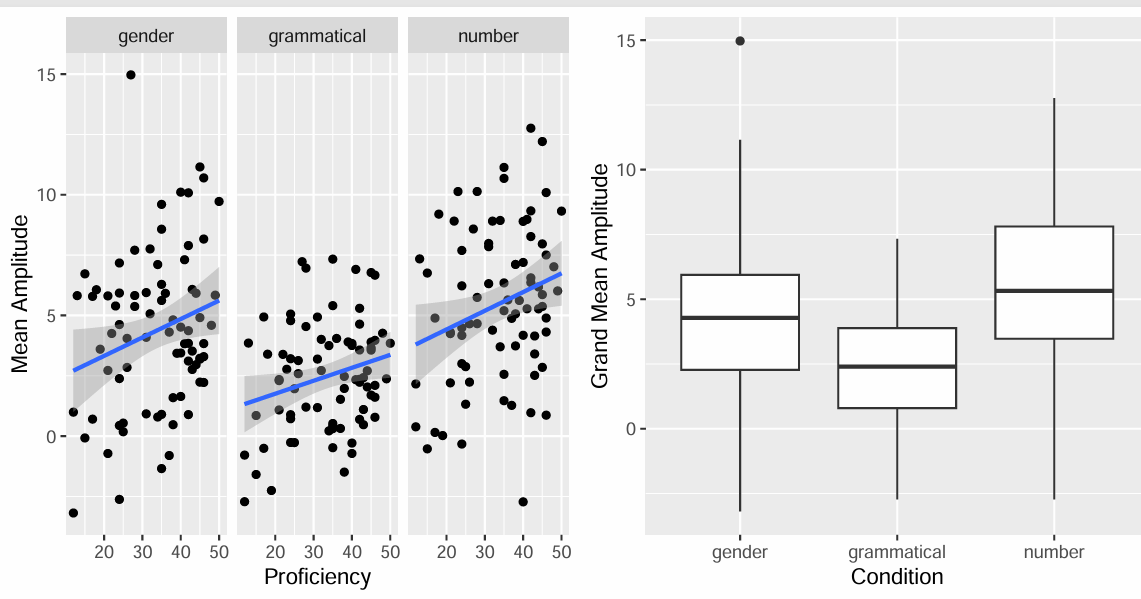 gender grammatical number
15
10
5
0
Mean Amplitude
20 30 40 50 20 30 40 50 20 30 40 50
Proficiency
15
10
5
0
Grand Mean Amplitude
gender grammatical number
Condition